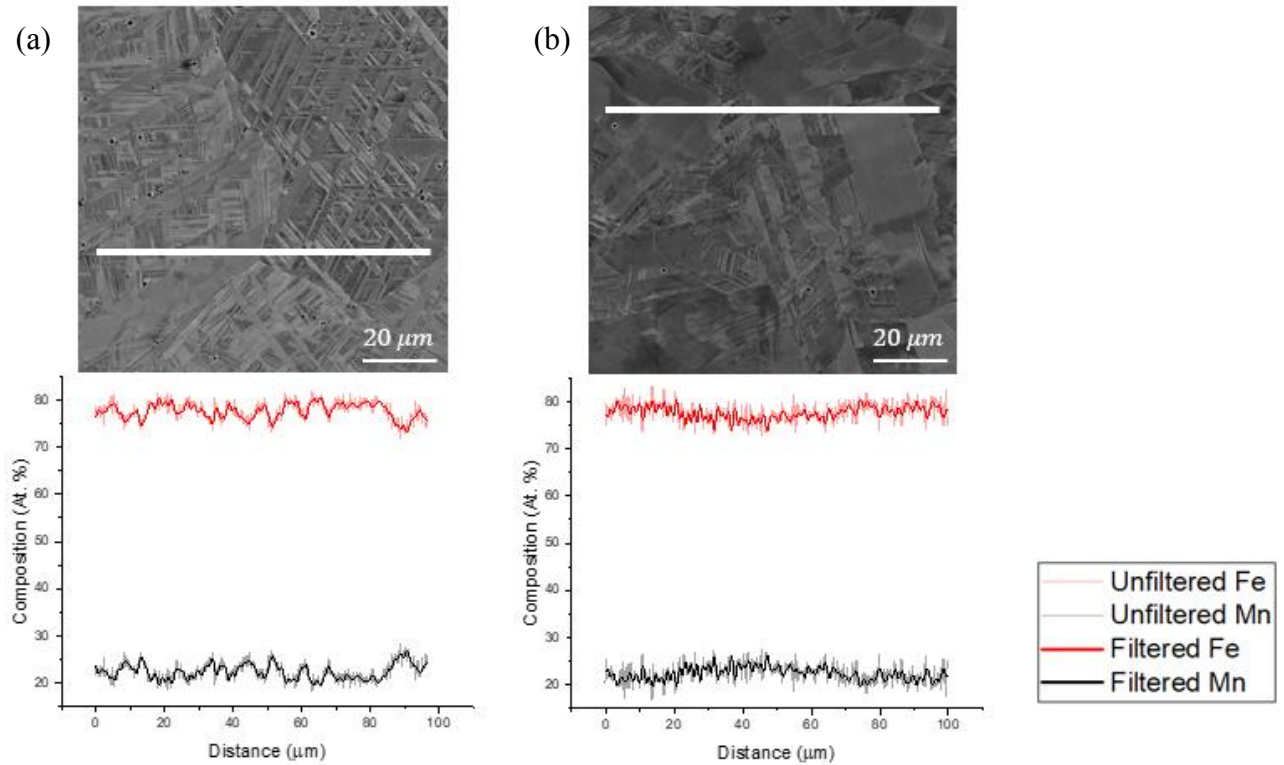 (a)
20 μm
80
70
60
50
40
30
20
Composition (At. %)
0 20 40 60 80 100
Distance (μm)
(b)
20 μm
80
70
60
50
40
30
20
Composition (At. %)
0 20 40 60 80 100
Distance (μm)
Unfiltered Fe
Unfiltered Mn
Filtered Fe
Filtered Mn